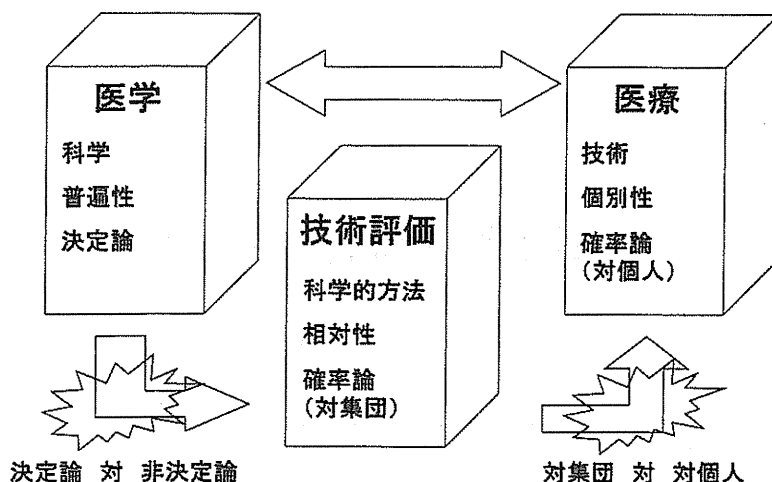 医学
科学
普遍性
決定論
技術評価
科学的方法
相対性
確率論
(対集団)
医療
技術
個別性
確率論
(対個人)
決定論 対 非決定論
対集団 対 対個人